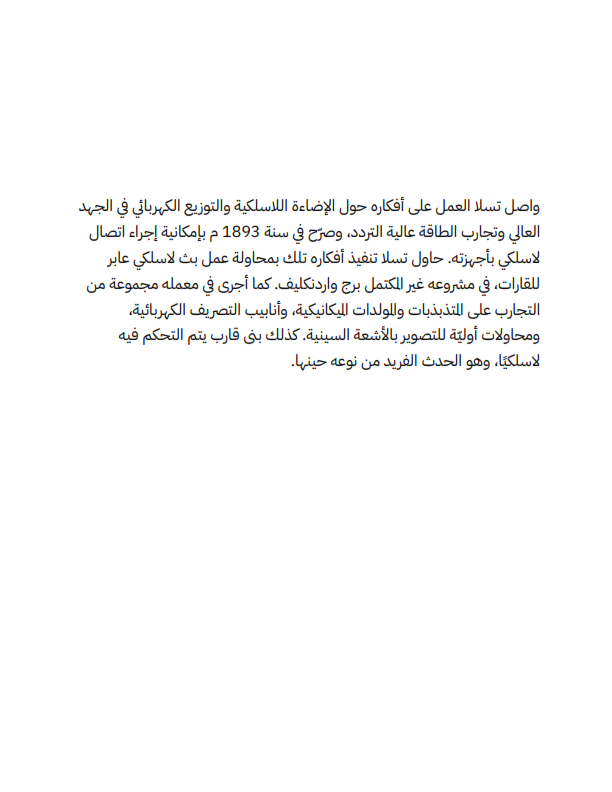 واصل تسلا العمل على أفكاره حول الإضاءة اللاسلكية والتوزيع الكهربائي في الجهد
العالي وتجارب الطاقة عالية التردد، وصرّح في سنة 1893 م بإمكانية إجراء اتصال
لاسلكي بأجهزته. حاول تسلا تنفيذ أفكاره تلك بمحاولة عمل بث لاسلكي عابر
للقارات، في مشروعه غير المكتمل برج واردنكليف. كما أجرى في معمله مجموعة من
التجارب على المتذبذبات والمولدات الميكانيكية، وأنابيب التصريف الكهربائية،
ومحاولات أوليّة للتصوير بالأشعة السينية. كذلك بنى قارب يتم التحكم فيه
لاسلكيًا، وهو الحدث الفريد من نوعه حينها.